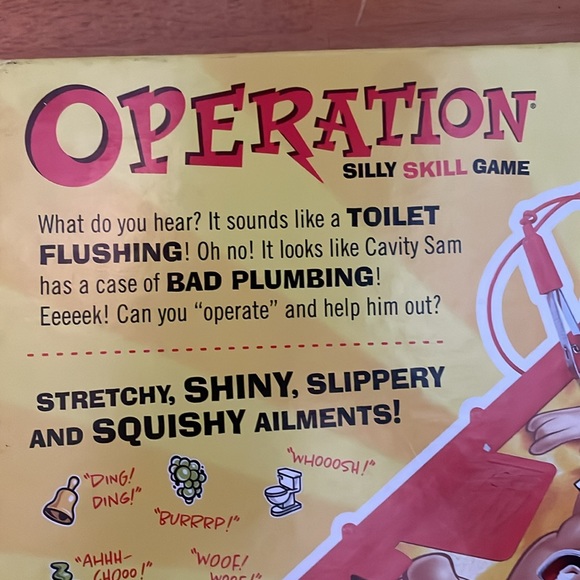 OPERATION
SILLY SKILL GAME
What do you hear? It sounds like a TOILET
FLUSHING! Oh no! It looks like Cavity Sam
has a case of BAD PLUMBING!
Eeeeek! Can you “operate” and help him out?
STRETCHY, SHINY, SLIPPERY
AND SQUISHY AILMENTS!
"DING!
DING!"
"BURRRP!"
"WHOOOSH!"
"AHHH-
CHOOO!"
"WOOF!
WOOF!"